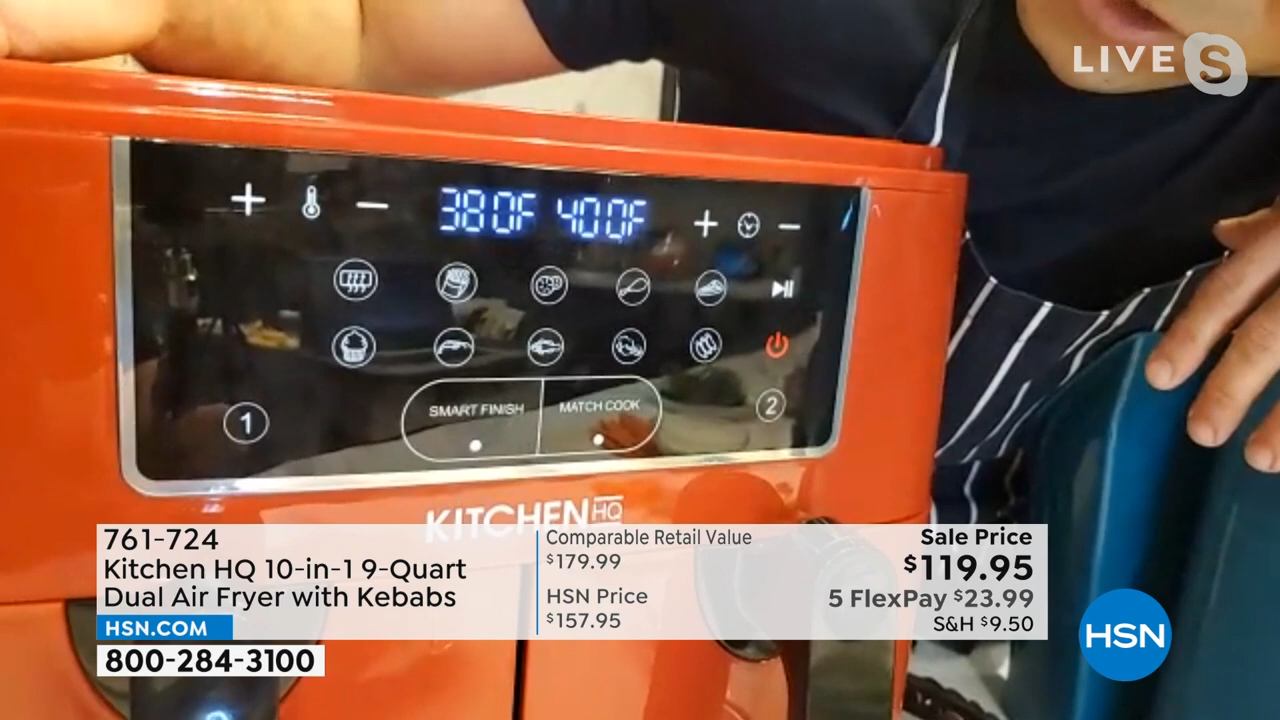 LIVE S
380F 400F
1
SMART FINISH
MATCH COOK
2
KITCHEN HQ
761-724
Kitchen HQ 10-in-1 9-Quart
Dual Air Fryer with Kebabs
HSN.COM
800-284-3100
Comparable Retail Value
$179.99
HSN Price
$157.95
Sale Price
$119.95
5 FlexPay $23.99
S&H $9.50
HSN